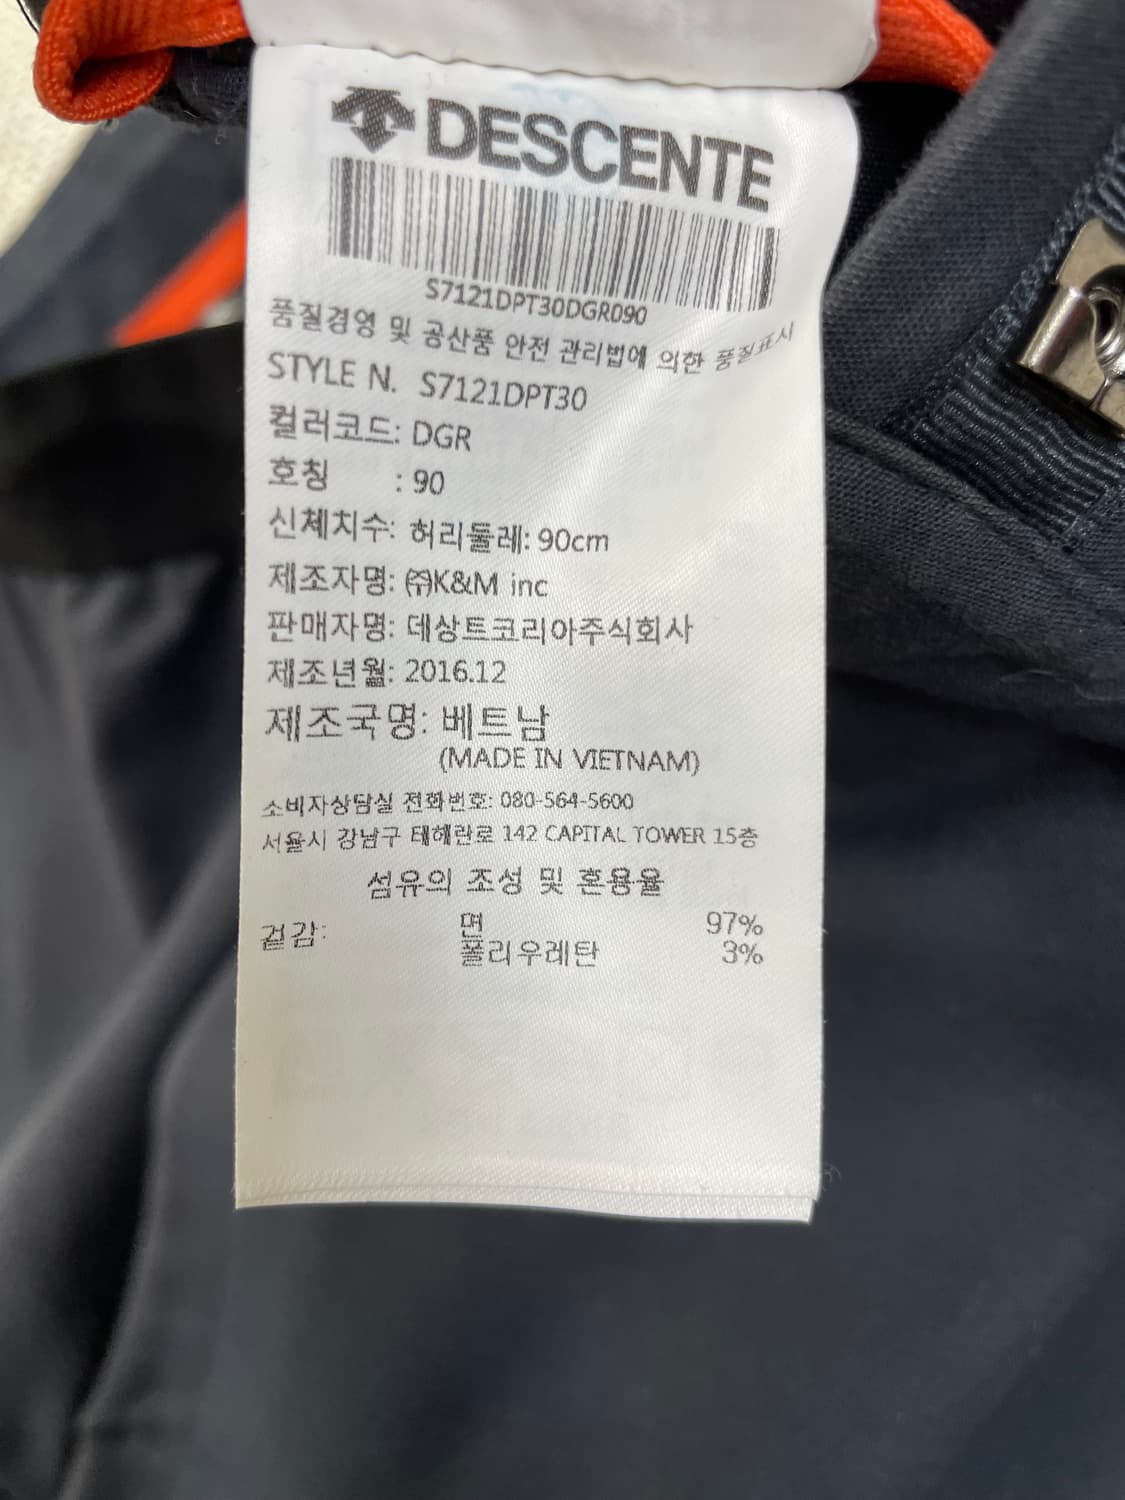 DESCENTE
S7121DPT30DGR090
품질경영 및 공산품 안전 관리법에 의한 품질표시
STYLE N. S7121DPT30
컬러코드: DGR
호칭 : 90
신체치수: 허리둘레: 90cm
제조자명: ㈜K&M inc
판매자명: 데상트코리아주식회사
제조년월: 2016.12
제조국명: 베트남
(MADE IN VIETNAM)
소비자상담실 전화번호: 080-564-5600
서울시 강남구 테헤란로 142 CAPITAL TOWER 15층
섬유의 조성 및 혼용율
겉감: 면 97%
폴리우레탄 3%